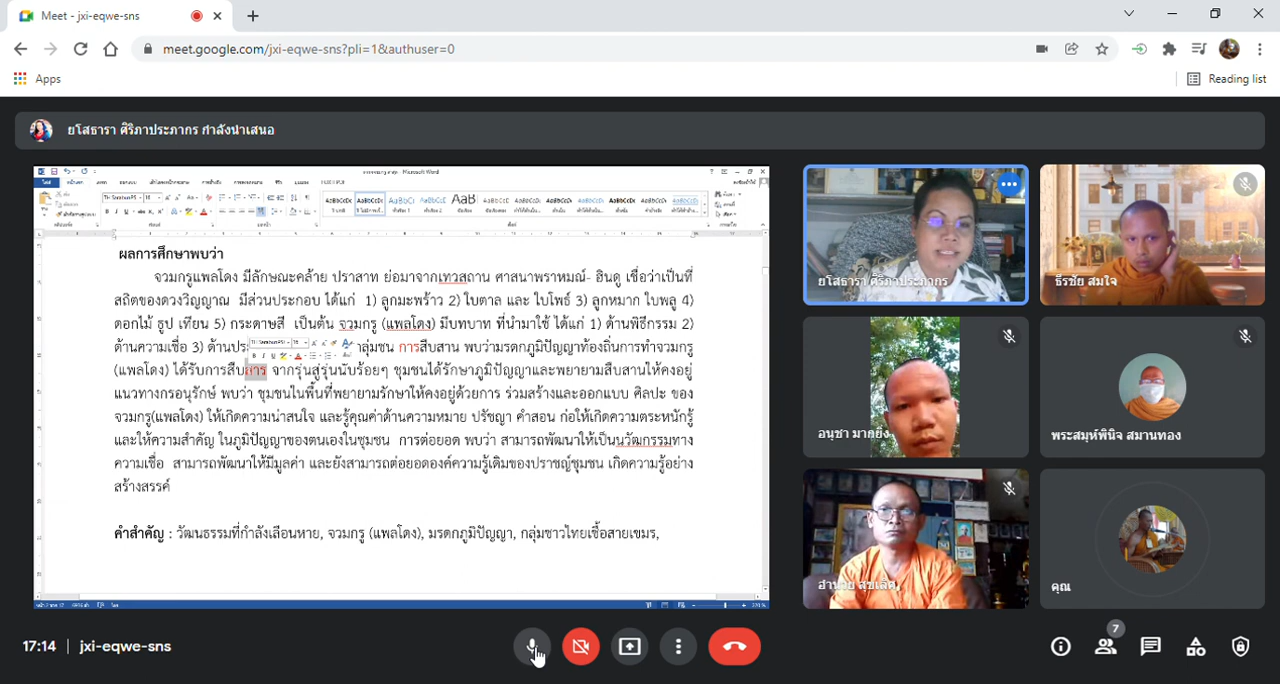 Meet - jxi-eqwe-sns
meet.google.com/jxi-eqwe-sns?pli=1&authuser=0
Apps
Reading list
ยโสธารา ศิริภาประภากร กำลังนำเสนอ
ผลการศึกษาพบว่า
จวมกรูแพลโดง มีลักษณะคล้าย ปราสาท ย่อมาจากเทวสถาน ศาสนาพราหมณ์- ฮินดู เชื่อว่าเป็นที่
สถิตของดวงวิญญาณ มีส่วนประกอบ ได้แก่ 1) ลูกมะพร้าว 2) ใบตาล และ ใบโพธ์ 3) ลูกหมาก ใบพลู 4)
ดอกไม้ ธูป เทียน 5) กระดาษสี เป็นต้น จวมกรู (แพลโดง) มีบทบาท ที่นำมาใช้ ได้แก่ 1) ด้านพิธีกรรม 2)
ด้านความเชื่อ 3) ด้านประ าลุ่มชน การสืบสาน พบว่ามรดกภูมิปัญญาท้องถิ่นการทำจวมกรู
(แพลโดง) ได้รับการสืบสาร จากรุ่นสู่รุ่นนับร้อยๆ ชุมชนได้รักษาภูมิปัญญาและพยายามสืบสานให้คงอยู่
แนวทางกรอนุรักษ์ พบว่า ชุมชนในพื้นที่พยายามรักษาให้คงอยู่ด้วยการ ร่วมสร้างและออกแบบ ศิลปะ ของ
จวมกรู(แพลโดง) ให้เกิดความน่าสนใจ และรู้คุณค่าด้านความหมาย ปรัชญา คำสอน ก่อให้เกิดความตระหนักรู้
และให้ความสำคัญ ในภูมิปัญญาของตนเองในชุมชน การต่อยอด พบว่า สามารถพัฒนาให้เป็นนวัฒกรรมทาง
ความเชื่อ สามารถพัฒนาให้มีมูลค่า และยังสามารถต่อยอดองค์ความรู้เดิมของปราชญ์ชุมชน เกิดความรู้อย่าง
สร้างสรรค์
คำสำคัญ : วัฒนธรรมที่กำลังเลือนหาย, จวมกรู (แพลโดง), มรดกภูมิปัญญา, กลุ่มชาวไทยเชื้อสายเขมร,
ยโสธารา ศิริภาประภากร
ธีรชัย สมใจ
อนุชา มากยิ่ง
พระสมุห์พินิจ สมานทอง
อำนวย สุขเลิศ
คุณ
7
17:14
jxi-eqwe-sns